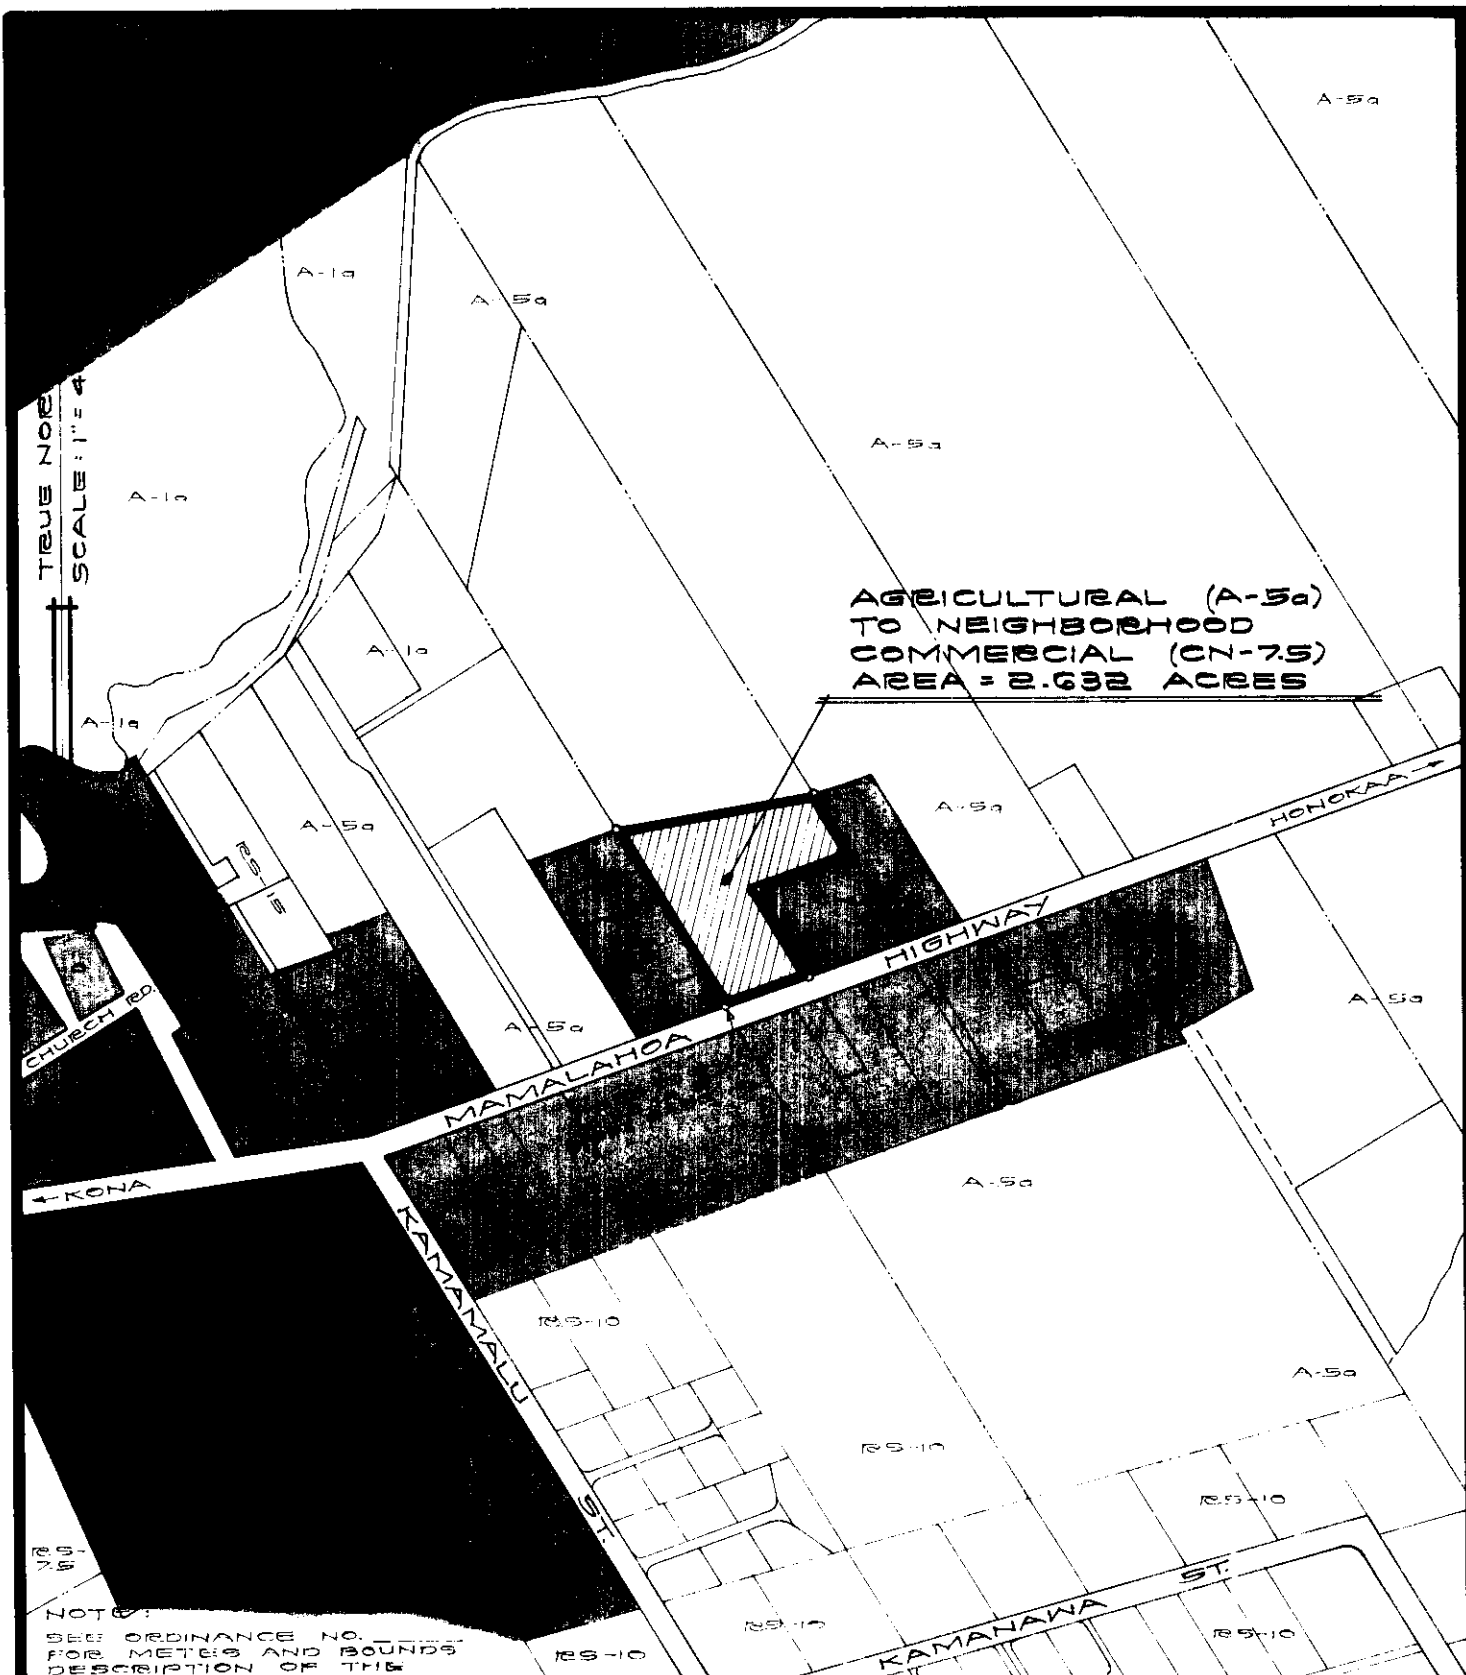 A-5a
A-1a
A-5a
A-5a
TRUE NOR
SCALE: 1" = 4
A-1a
AGRICULTURAL (A-5a)
TO NEIGHBORHOOD
COMMERCIAL (CN-7.5)
AREA = 2.632 ACRES
A-1a
A-1a
A-5a
A-5a
RS-15
HONOKAA →
MAMALAHOA HIGHWAY
A-5a
A-5a
CHURCH RD.
← KONA
A-5a
KAMAMALU ST.
RS-10
A-5a
RS-10
RS-10
RS-
7.5
NOTE:
SEE ORDINANCE NO. ______
FOR METES AND BOUNDS
DESCRIPTION OF THE
RS-10
RS-10
KAMANAWA ST.
RS-10